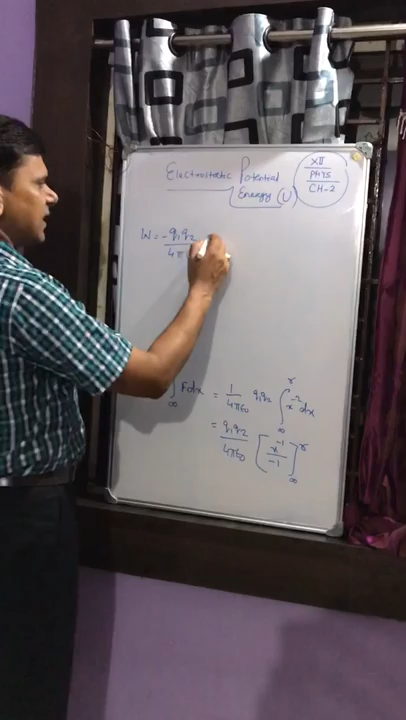 Electrostatic Potential
Energy (U)
XII
PHYS
CH-2
W = -q₁q₂
4π
∫∞ Fdx = 1/4πε₀ q₁q₂ ∫∞^r x⁻² dx
= q₁q₂/4πε₀ [x⁻¹/-1]∞^r